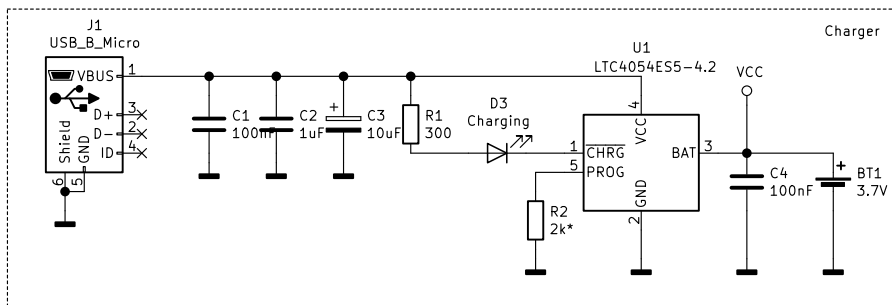 Charger
J1
USB_B_Micro
VBUS 1
D+ 3
D- 2
ID 4
Shield
GND
6
5
C1
100nF
C2
1uF
+
C3
10uF
R1
300
D3
Charging
U1
LTC4054ES5-4.2
4
VCC
1
CHRG
5
PROG
BAT
3
GND
2
R2
2k*
VCC
C4
100nF
+
BT1
3.7V